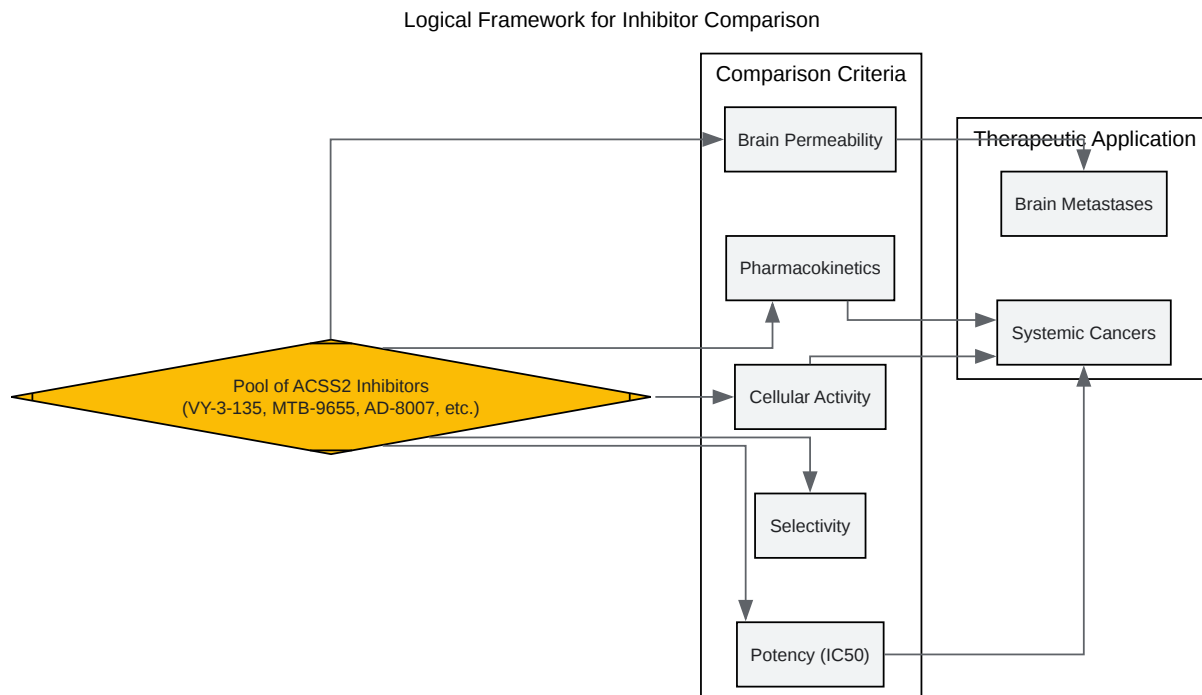 Logical Framework for Inhibitor Comparison
Comparison Criteria
Brain Permeability
Therapeutic Application
Brain Metastases
Pharmacokinetics
Systemic Cancers
Pool of ACSS2 Inhibitors
(VY-3-135, MTB-9655, AD-8007, etc.)
Cellular Activity
Selectivity
Potency (IC50)